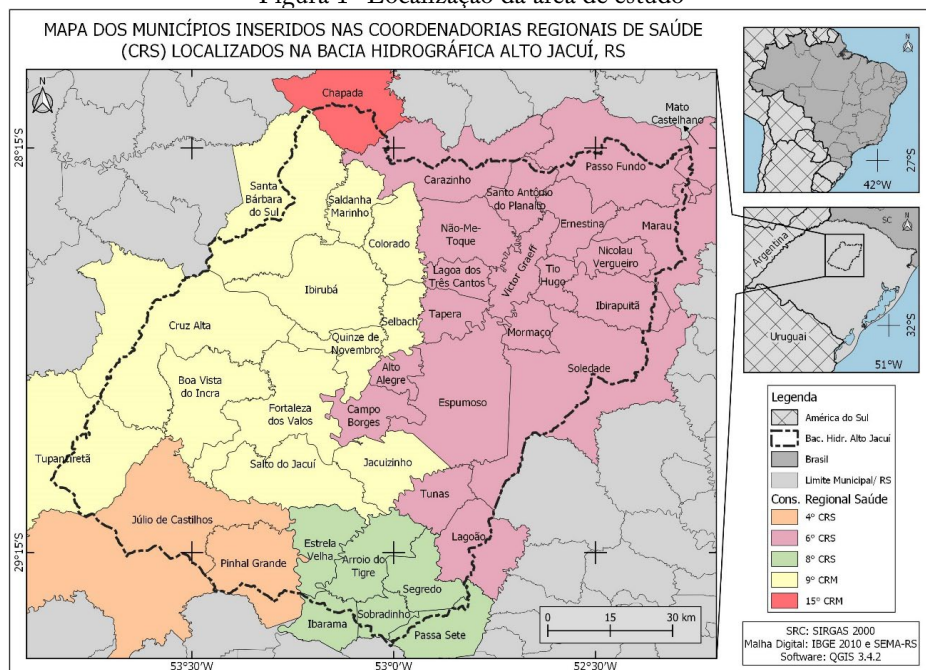 Figura 1 - Localização da área de estudo
MAPA DOS MUNICÍPIOS INSERIDOS NAS COORDENADORIAS REGIONAIS DE SAÚDE
(CRS) LOCALIZADOS NA BACIA HIDROGRÁFICA ALTO JACUÍ, RS
N
28°15'S
29°15'S
53°30'S
53°00'S
52°30'S
Chapada
Mato
Castelhano
Passo Fundo
Carazinho
Santa
Bárbara
do Sul
Saldanha
Marinho
Santo Antônio
do Planalto
Ernestina
Marau
Colorado
Não-Me-
Toque
Victor Graeff
Nicolau
Vergueiro
Lagoa dos
Três Cantos
Tio
Hugo
Ibirubá
Ibirapuitã
Selbach
Tapera
Mormaço
Cruz Alta
Quinze de
Novembro
Alto
Alegre
Soledade
Boa Vista
do Incra
Espumoso
Campo
Borges
Fortaleza
dos Valos
Tupanciretã
Salto do Jacuí
Jacuizinho
Tunas
Júlio de Castilhos
Lagoão
Estrela
Velha
Arroio do
Tigre
Pinhal Grande
Segredo
Sobradinho
Ibarama
Passa Sete
0 15 30 km
N
42°W
27°S
SC
N
Argentina
Uruguai
32°S
51°W
Legenda
América do Sul
Bac. Hidr. Alto Jacuí
Brasil
Limite Municipal/ RS
Cons. Regional Saúde
4º CRS
6º CRS
8º CRS
9º CRM
15º CRM
SRC: SIRGAS 2000
Malha Digital: IBGE 2010 e SEMA-RS
Software: QGIS 3.4.2